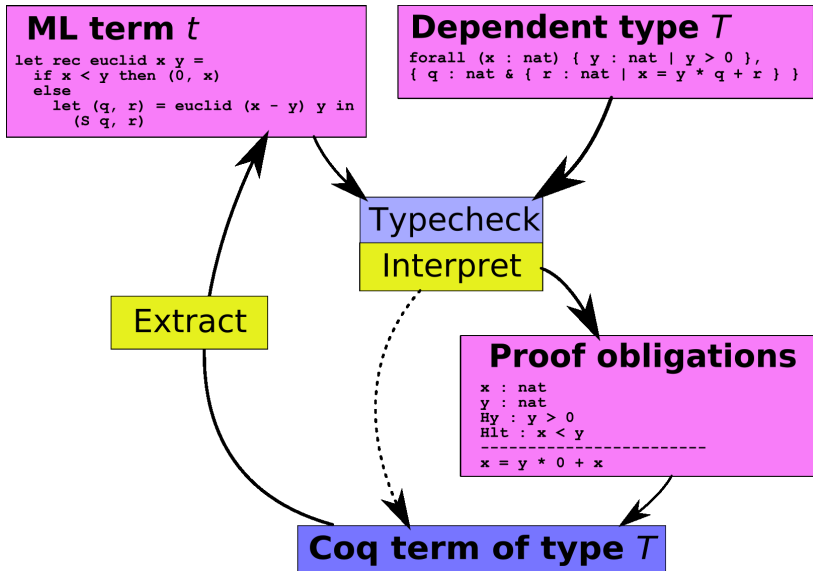 ML term t
let rec euclid x y =
if x < y then (0, x)
else
let (q, r) = euclid (x - y) y in
(S q, r)
Dependent type T
forall (x : nat) { y : nat | y > 0 },
{ q : nat & { r : nat | x = y * q + r } }
Typecheck
Interpret
Extract
Proof obligations
x : nat
y : nat
Hy : y > 0
Hlt : x < y
------------------------
x = y * 0 + x
Coq term of type T